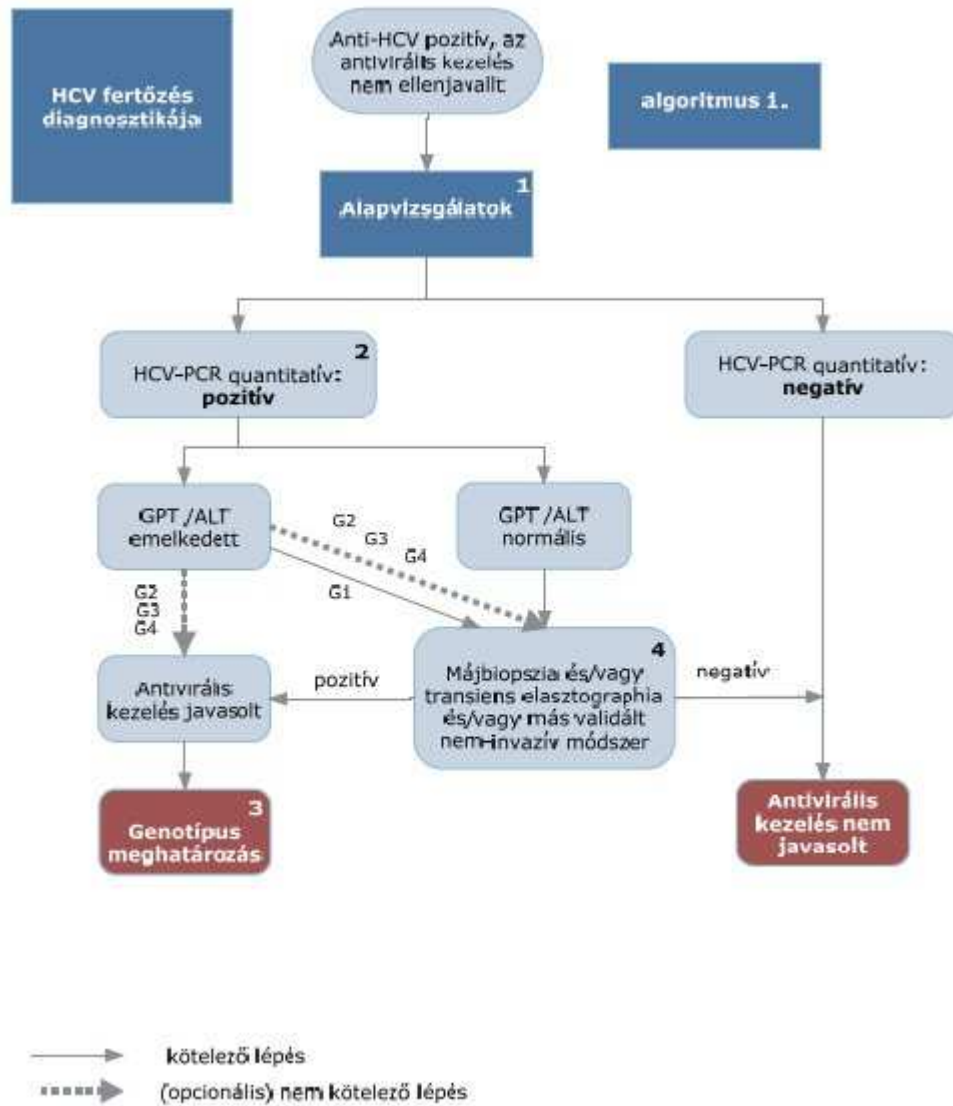 HCV fertőzés
diagnosztikája
Anti-HCV pozitív, az
antivirális kezelés
nem ellenjavallt
algoritmus 1.
1
Alapvizsgálatok
2
HCV-PCR quantitatív:
pozitív
HCV-PCR quantitatív:
negatív
GPT/ALT
emelkedett
GPT/ALT
normális
G2
G3
G4
G1
G2
G3
G4
Antivirális
kezelés javasolt
pozitív
4
Májbiopszia és/vagy
transiens elasztographia
és/vagy más validált
nem-invazív módszer
negatív
3
Genotípus
meghatározás
Antivirális
kezelés nem
javasolt
kötelező lépés
(opcionális) nem kötelező lépés